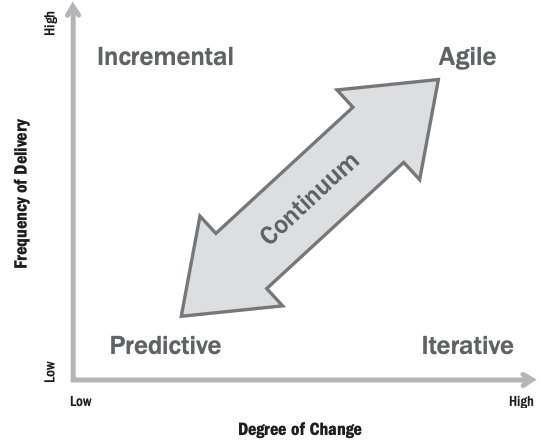 High
Incremental
Agile
Frequency of Delivery
Continuum
Predictive
Iterative
Low
Low
High
Degree of Change